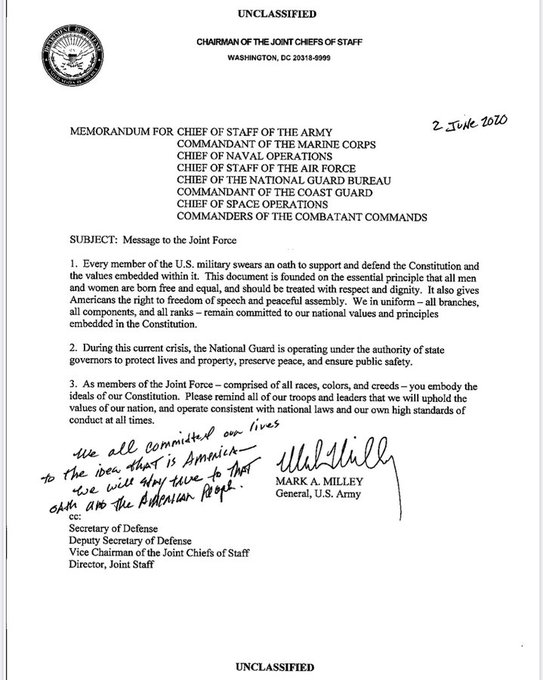 UNCLASSIFIED
CHAIRMAN OF THE JOINT CHIEFS OF STAFF
WASHINGTON, DC 20318-9999
2 June 2020
MEMORANDUM FOR CHIEF OF STAFF OF THE ARMY
COMMANDANT OF THE MARINE CORPS
CHIEF OF NAVAL OPERATIONS
CHIEF OF STAFF OF THE AIR FORCE
CHIEF OF THE NATIONAL GUARD BUREAU
COMMANDANT OF THE COAST GUARD
CHIEF OF SPACE OPERATIONS
COMMANDERS OF THE COMBATANT COMMANDS
SUBJECT: Message to the Joint Force
1. Every member of the U.S. military swears an oath to support and defend the Constitution and
the values embedded within it. This document is founded on the essential principle that all men
and women are born free and equal, and should be treated with respect and dignity. It also gives
Americans the right to freedom of speech and peaceful assembly. We in uniform – all branches,
all components, and all ranks – remain committed to our national values and principles
embedded in the Constitution.
2. During this current crisis, the National Guard is operating under the authority of state
governors to protect lives and property, preserve peace, and ensure public safety.
3. As members of the Joint Force – comprised of all races, colors, and creeds – you embody the
ideals of our Constitution. Please remind all of our troops and leaders that we will uphold the
values of our nation, and operate consistent with national laws and our own high standards of
conduct at all times.
We all committed our lives
to the idea that is America –
we will stay true to that
oath and the American People.
Mark Milley
MARK A. MILLEY
General, U.S. Army
cc:
Secretary of Defense
Deputy Secretary of Defense
Vice Chairman of the Joint Chiefs of Staff
Director, Joint Staff
UNCLASSIFIED